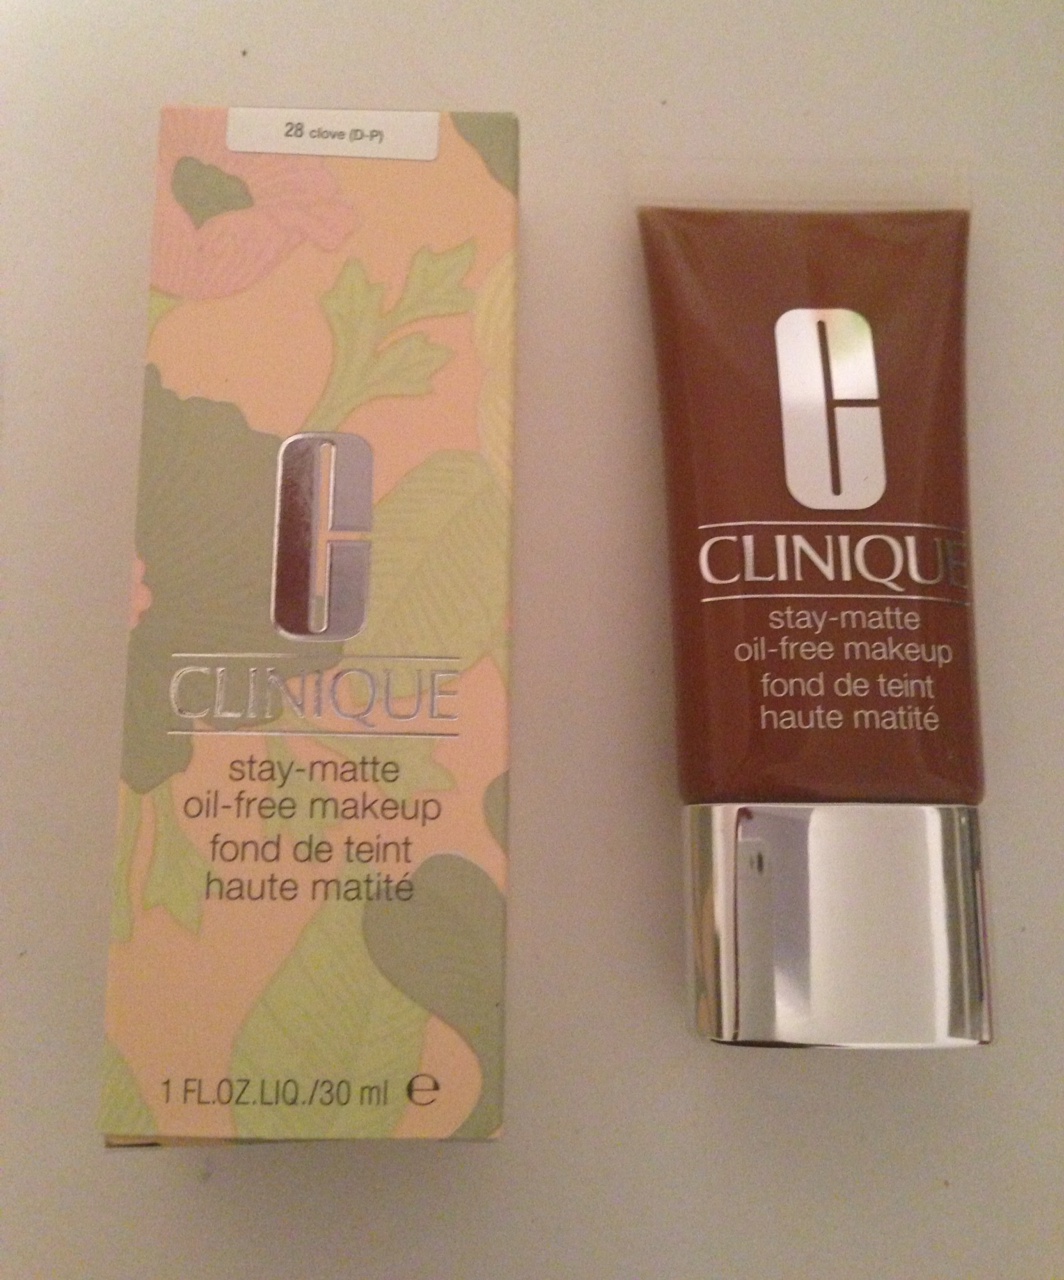 28 clove (D-P)
C
CLINIQUE
stay-matte
oil-free makeup
fond de teint
haute matité
1 FL.OZ.LIQ./30 ml e
C
CLINIQUE
stay-matte
oil-free makeup
fond de teint
haute matité